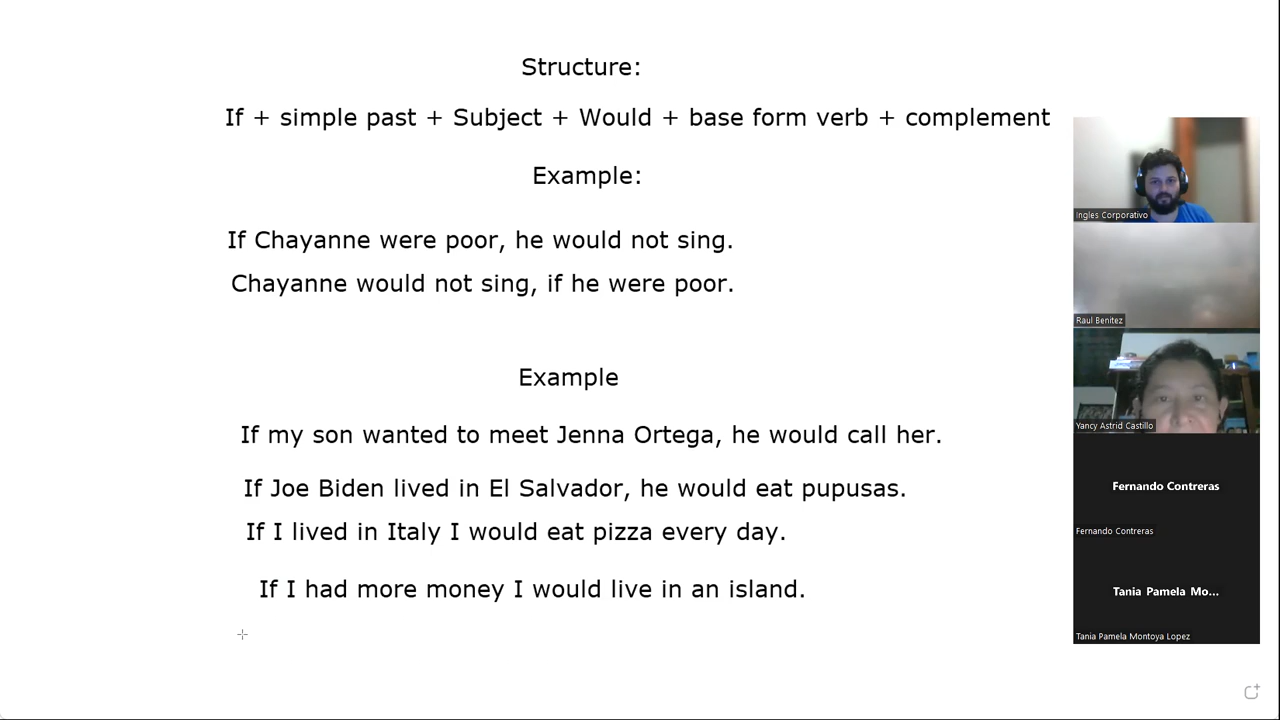 Structure:
If + simple past + Subject + Would + base form verb + complement
Example:
If Chayanne were poor, he would not sing.
Chayanne would not sing, if he were poor.
Example
If my son wanted to meet Jenna Ortega, he would call her.
If Joe Biden lived in El Salvador, he would eat pupusas.
If I lived in Italy I would eat pizza every day.
If I had more money I would live in an island.
Ingles Corporativo
Raul Benitez
Yancy Astrid Castillo
Fernando Contreras
Fernando Contreras
Tania Pamela Mo...
Tania Pamela Montoya Lopez